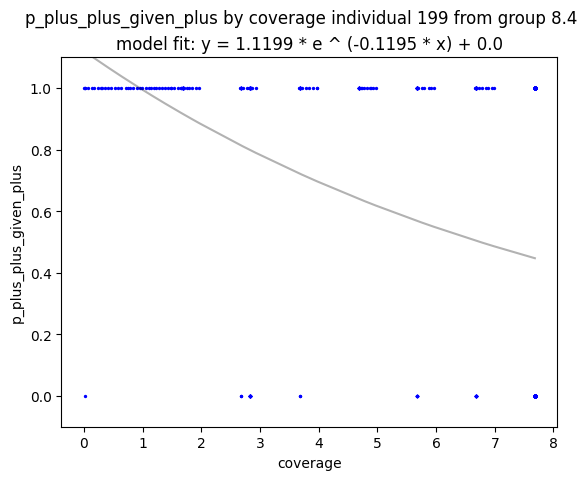 p_plus_plus_given_plus by coverage individual 199 from group 8.4
model fit: y = 1.1199 * e ^ (-0.1195 * x) + 0.0
p_plus_plus_given_plus
1.0
0.8
0.6
0.4
0.2
0.0
0 1 2 3 4 5 6 7 8
coverage